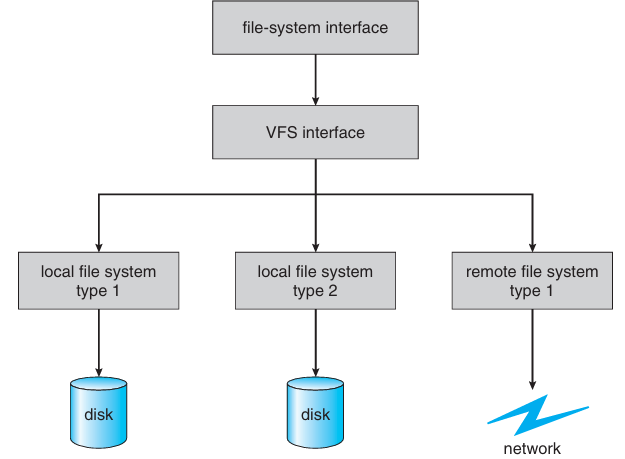 file-system interface
VFS interface
local file system
type 1
local file system
type 2
remote file system
type 1
disk
disk
network